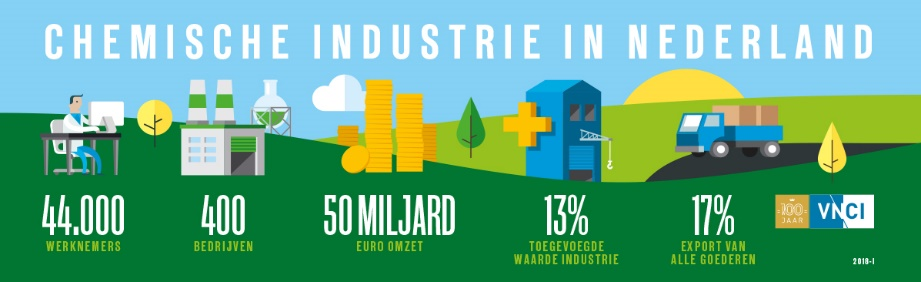 CHEMISCHE INDUSTRIE IN NEDERLAND
44.000
WERKNEMERS
400
BEDRIJVEN
50 MILJARD
EURO OMZET
13%
TOEGEVOEGDE
WAARDE INDUSTRIE
17%
EXPORT VAN
ALLE GOEDEREN
100
JAAR
VNCI
2018-1